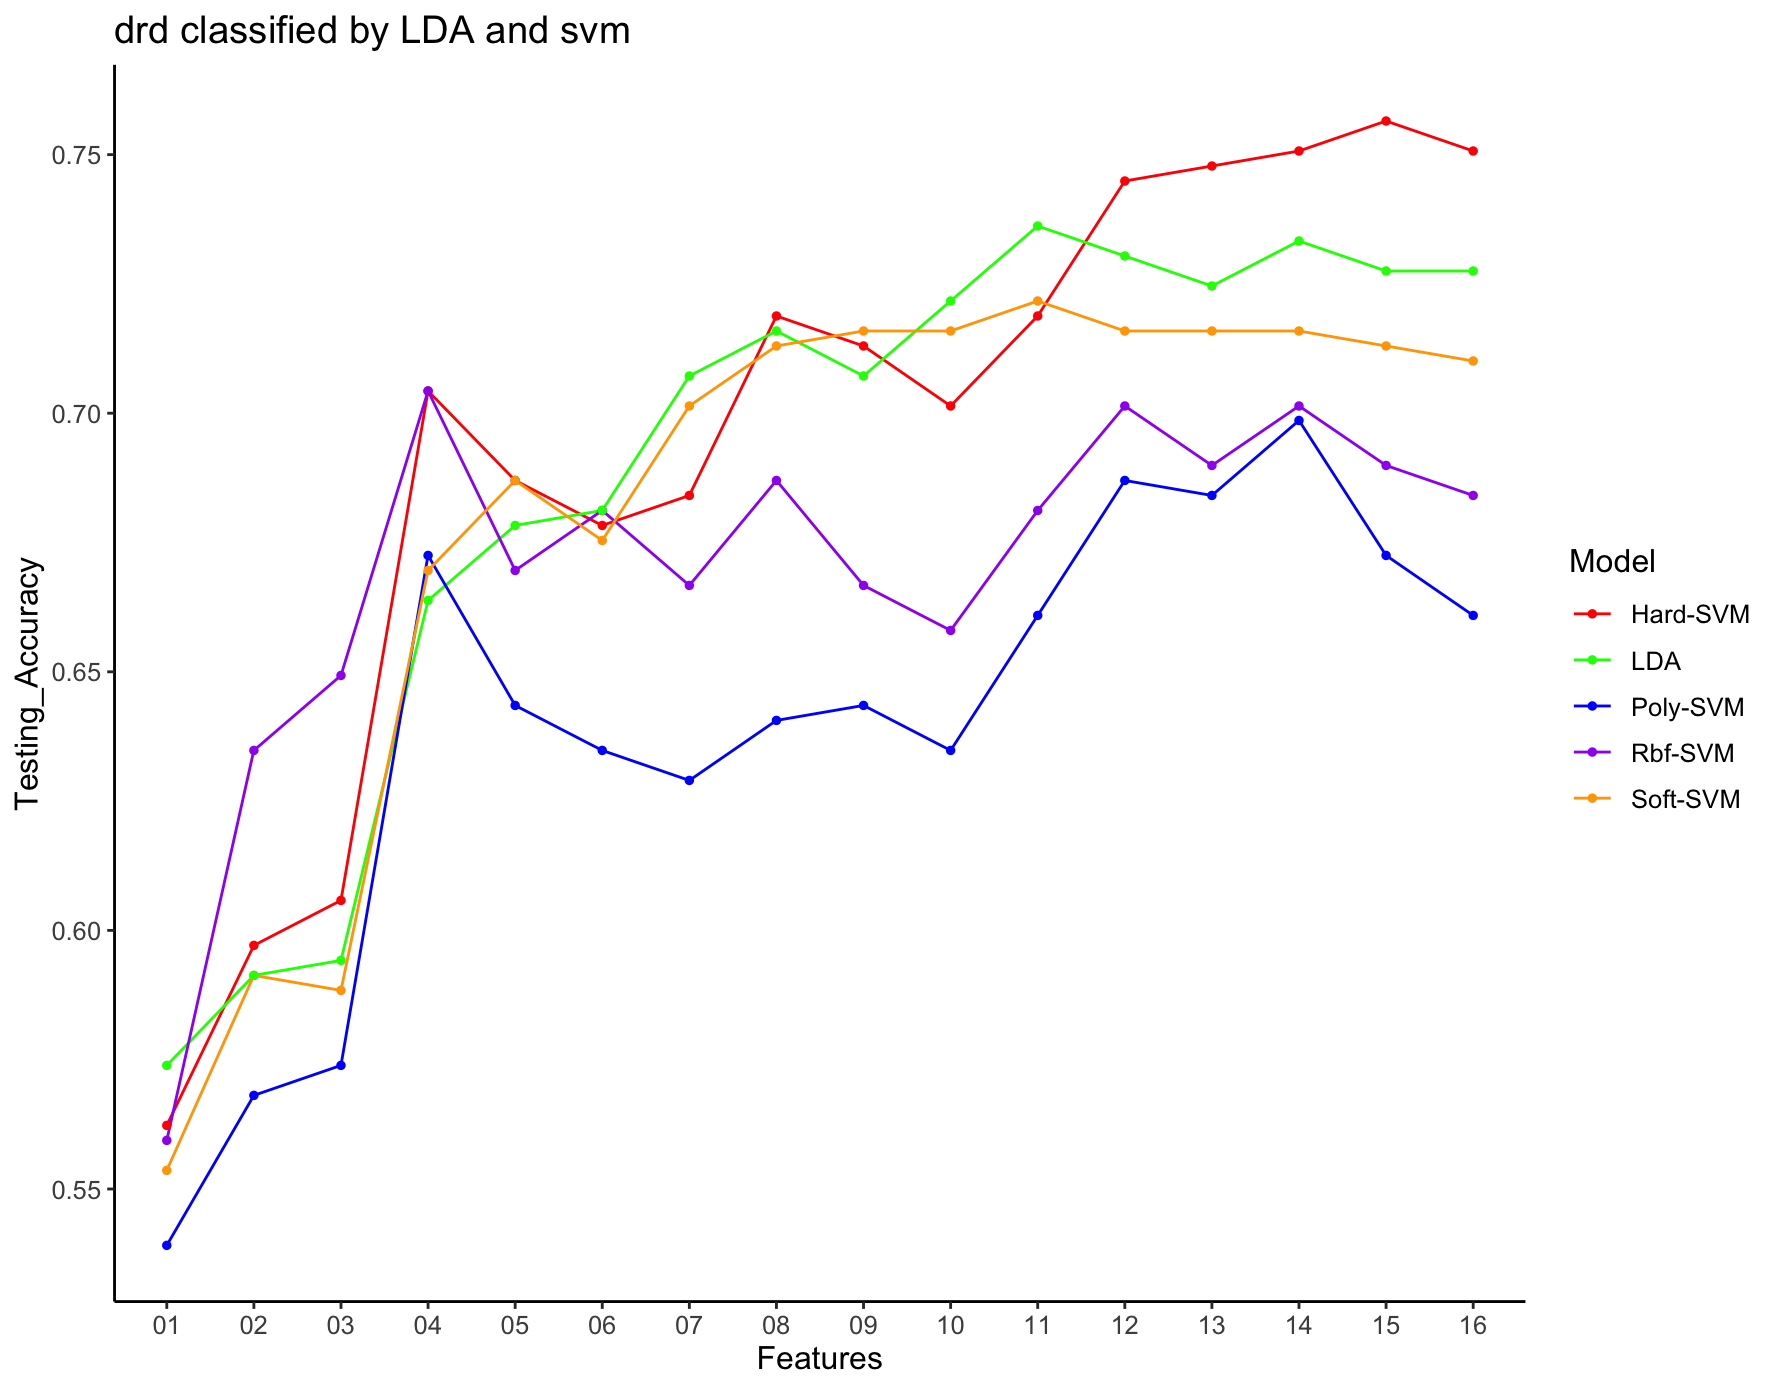 drd classified by LDA and svm
Testing_Accuracy
0.75
0.70
0.65
0.60
0.55
01 02 03 04 05 06 07 08 09 10 11 12 13 14 15 16
Features
Model
Hard-SVM
LDA
Poly-SVM
Rbf-SVM
Soft-SVM